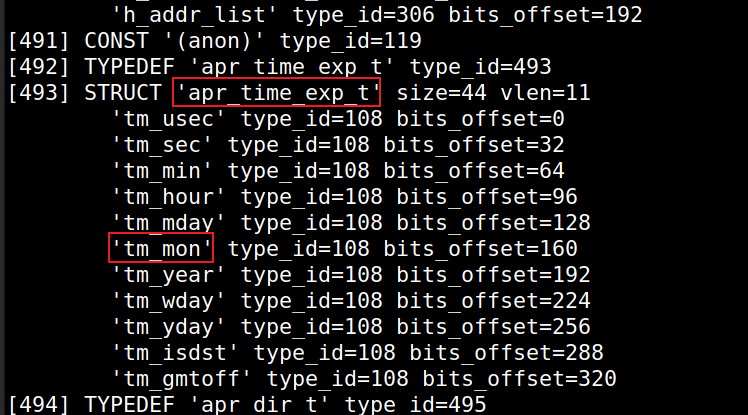 'h_addr_list' type_id=306 bits_offset=192
[491] CONST '(anon)' type_id=119
[492] TYPEDEF 'apr_time_exp_t' type_id=493
[493] STRUCT 'apr_time_exp_t' size=44 vlen=11
'tm_usec' type_id=108 bits_offset=0
'tm_sec' type_id=108 bits_offset=32
'tm_min' type_id=108 bits_offset=64
'tm_hour' type_id=108 bits_offset=96
'tm_mday' type_id=108 bits_offset=128
'tm_mon' type_id=108 bits_offset=160
'tm_year' type_id=108 bits_offset=192
'tm_wday' type_id=108 bits_offset=224
'tm_yday' type_id=108 bits_offset=256
'tm_isdst' type_id=108 bits_offset=288
'tm_gmtoff' type_id=108 bits_offset=320
[494] TYPEDEF 'apr_dir_t' type_id=495